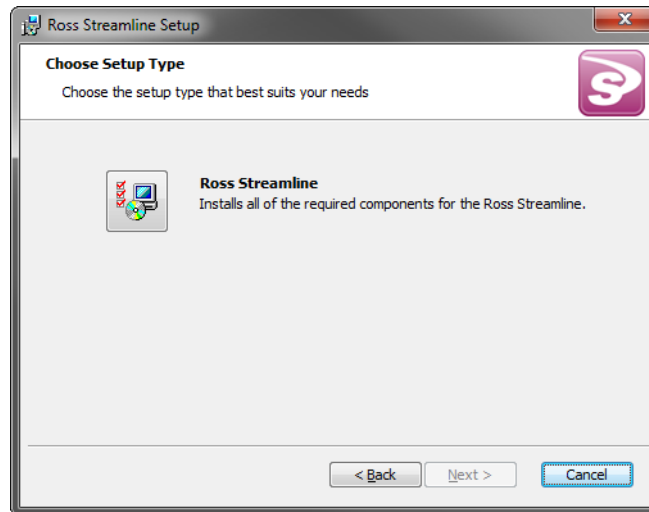 Ross Streamline Setup
Choose Setup Type
Choose the setup type that best suits your needs
Ross Streamline
Installs all of the required components for the Ross Streamline.
< Back
Next >
Cancel